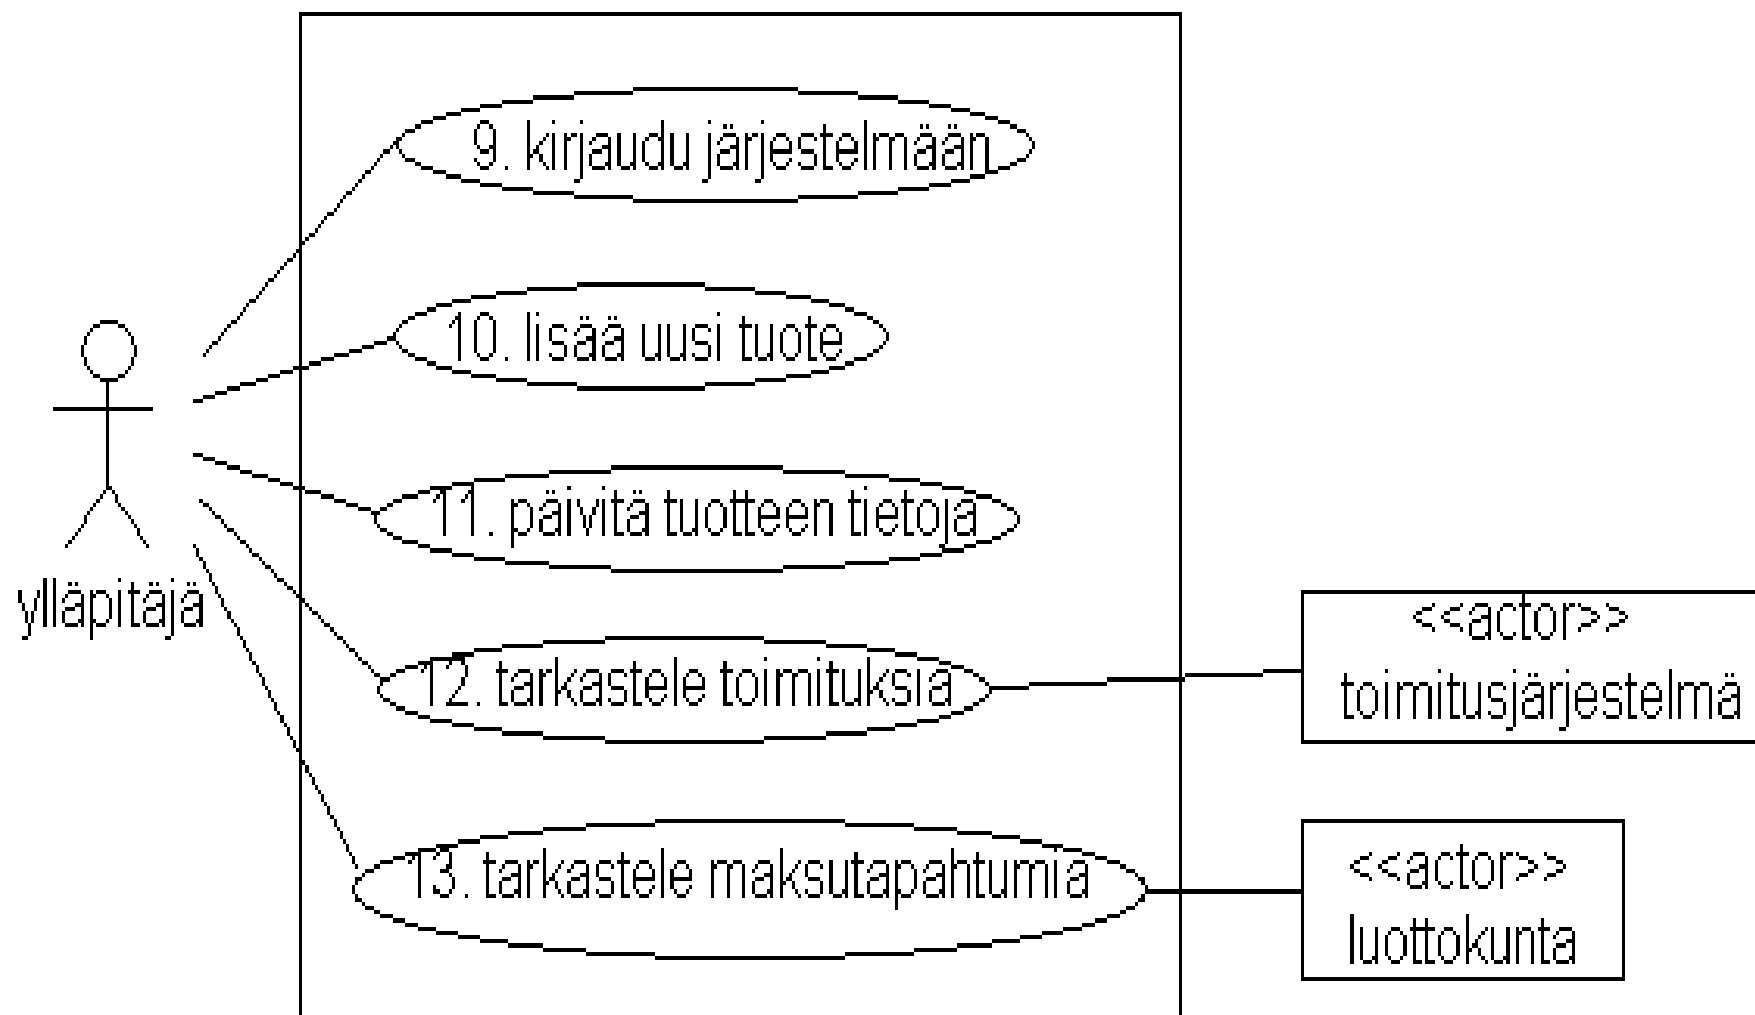 9. kirjaudu järjestelmään
10. lisää uusi tuote
11. päivitä tuotteen tietoja
ylläpitäjä
12. tarkastele toimituksia
<<actor>>
toimitusjärjestelmä
13. tarkastele maksutapahtumia
<<actor>>
luottokunta